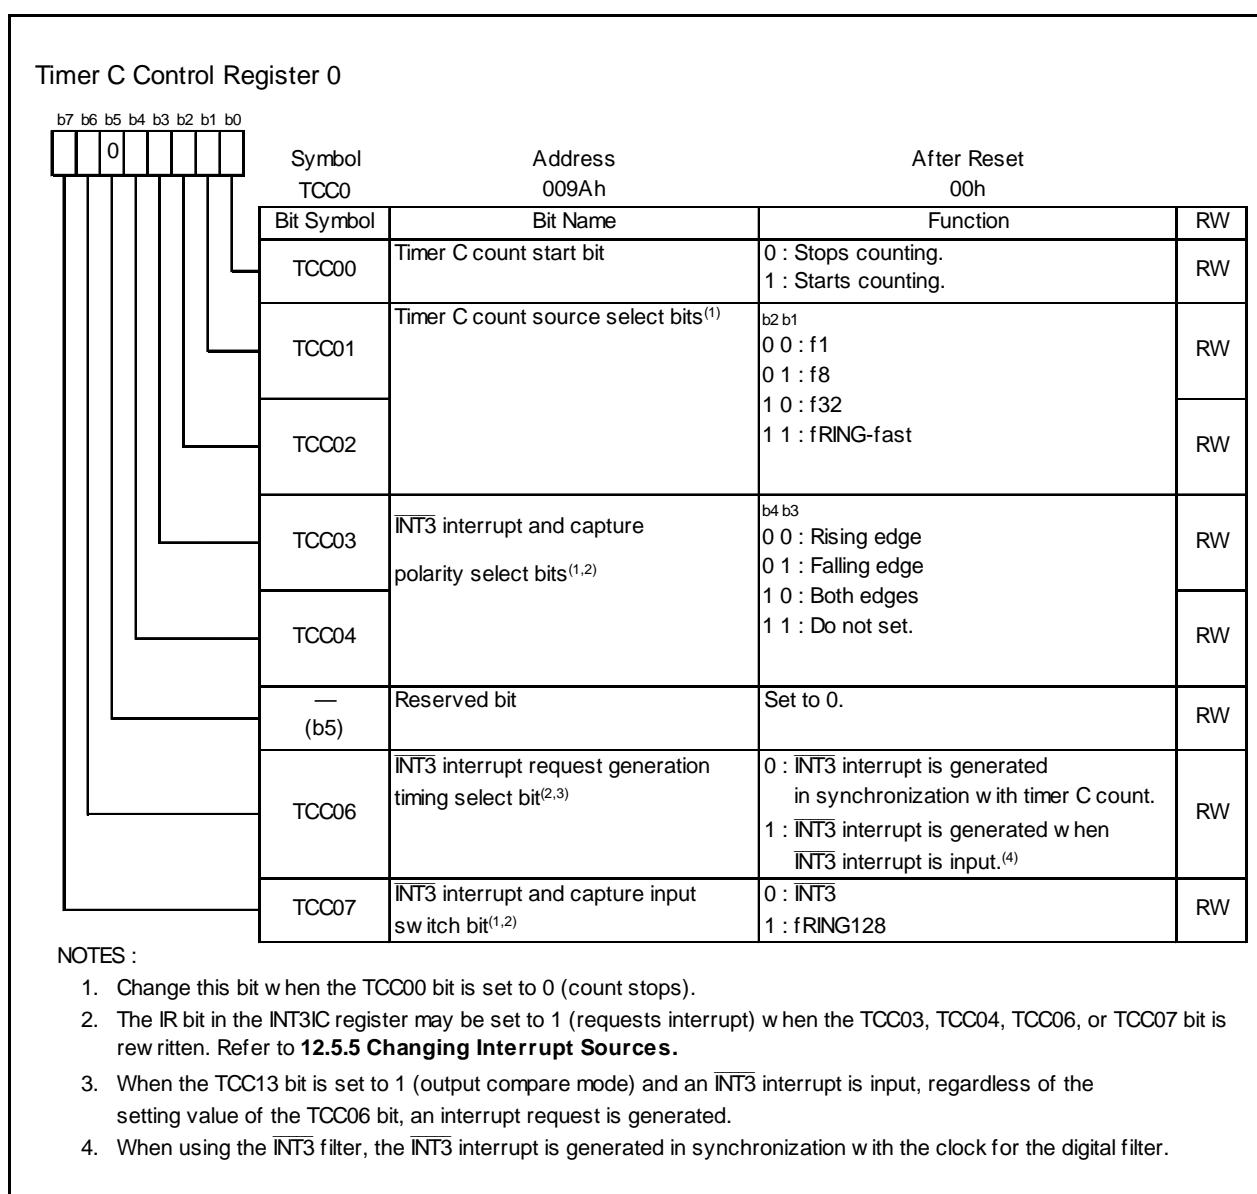 Timer C Control Register 0
b7 b6 b5 b4 b3 b2 b1 b0
0
Symbol Address After Reset
TCC0 009Ah 00h
Bit Symbol Bit Name Function RW
TCC00 Timer C count start bit 0 : Stops counting. RW
1 : Starts counting.
TCC01 Timer C count source select bits(1) b2 b1 RW
0 0 : f1
0 1 : f8
1 0 : f32
TCC02 1 1 : fRING-fast RW
TCC03 INT3 interrupt and capture b4 b3 RW
polarity select bits(1,2) 0 0 : Rising edge
0 1 : Falling edge
1 0 : Both edges
TCC04 1 1 : Do not set. RW
— Reserved bit Set to 0. RW
(b5)
TCC06 INT3 interrupt request generation 0 : INT3 interrupt is generated RW
timing select bit(2,3) in synchronization with timer C count.
1 : INT3 interrupt is generated when
INT3 interrupt is input.(4)
TCC07 INT3 interrupt and capture input 0 : INT3 RW
switch bit(1,2) 1 : fRING128
NOTES :
1. Change this bit when the TCC00 bit is set to 0 (count stops).
2. The IR bit in the INT3IC register may be set to 1 (requests interrupt) when the TCC03, TCC04, TCC06, or TCC07 bit is
rewritten. Refer to 12.5.5 Changing Interrupt Sources.
3. When the TCC13 bit is set to 1 (output compare mode) and an INT3 interrupt is input, regardless of the
setting value of the TCC06 bit, an interrupt request is generated.
4. When using the INT3 filter, the INT3 interrupt is generated in synchronization with the clock for the digital filter.